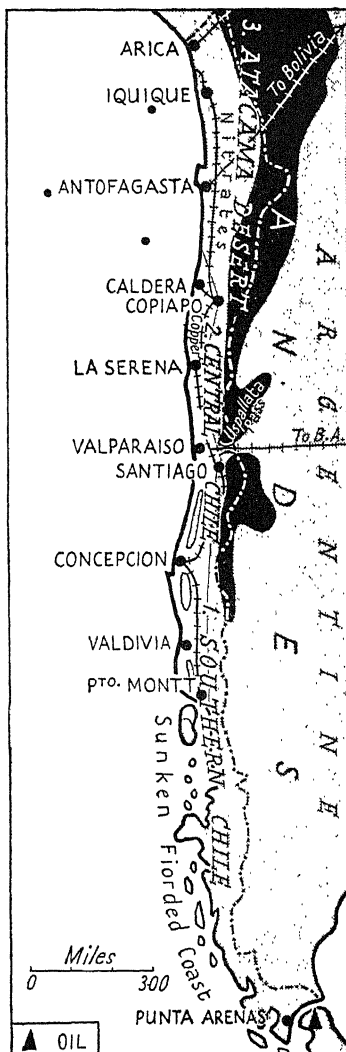 ARICA
To Bolivia
IQUIQUE
3. ATACAMA DESERT
Nitrates
ANTOFAGASTA
CALDERA
COPIAPO
Copper
LA SERENA
2. CENTRAL CHILE
Uspallata
Pass
VALPARAISO
To B.A.
SANTIAGO
CONCEPCION
VALDIVIA
PTO. MONTT
1. SOUTHERN CHILE
ANDES
ARGENTINE
Sunken Fiorded Coast
Miles
0 300
PUNTA ARENAS
OIL